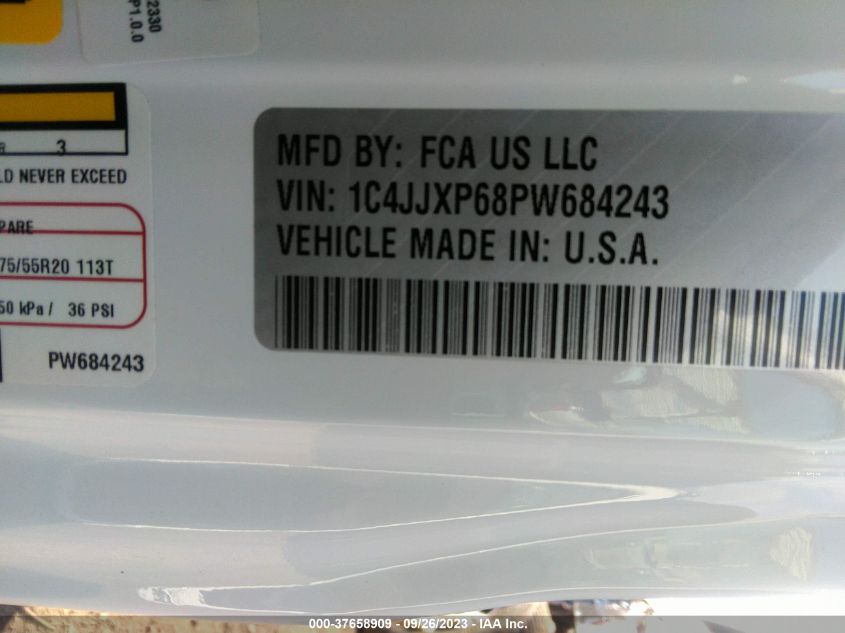 2330
P1.0.0
R 3
LD NEVER EXCEED
PARE
75/55R20 113T
50 kPa / 36 PSI
PW684243
MFD BY: FCA US LLC
VIN: 1C4JJXP68PW684243
VEHICLE MADE IN: U.S.A.
000-37658909 - 09/26/2023 - IAA Inc.